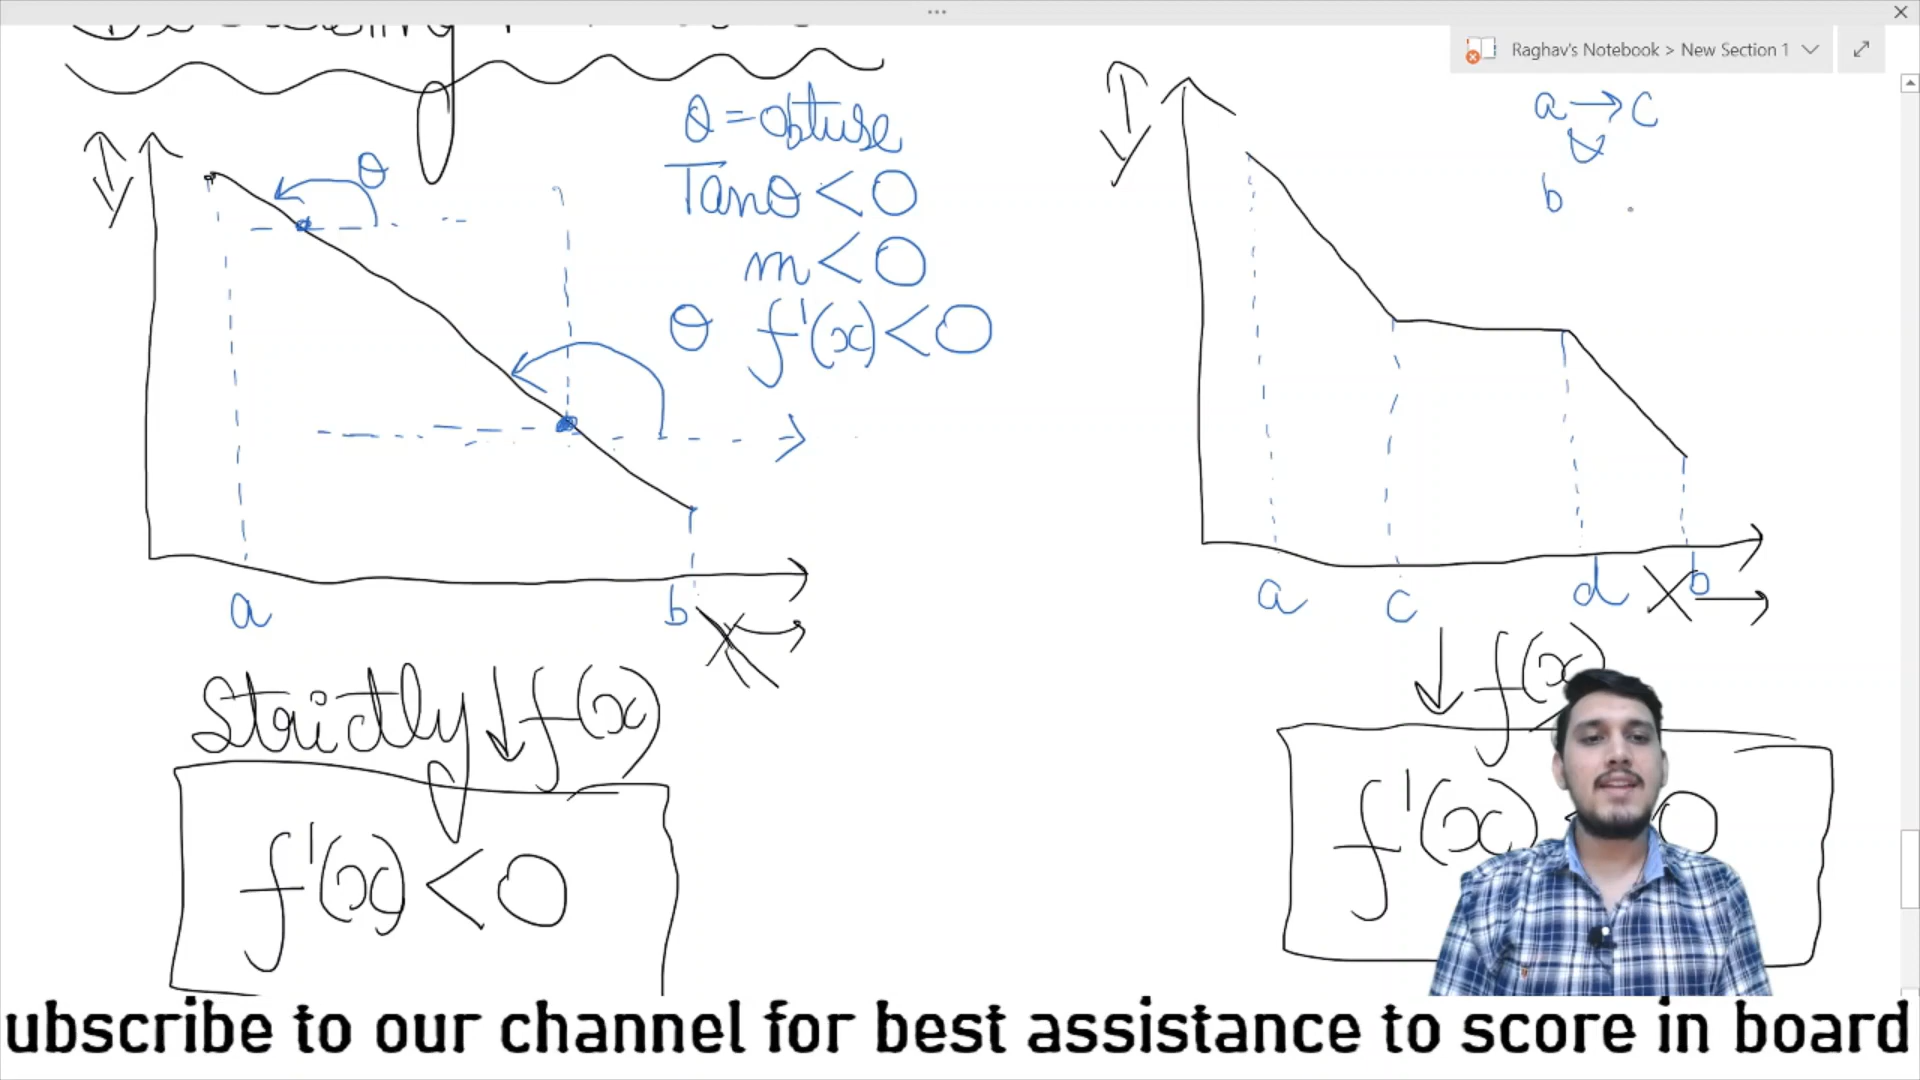 Raghav's Notebook > New Section 1
θ = obtuse
Tanθ < 0
m < 0
θ f'(x) < 0
θ
y
a
b
X
Strictly ↓ f(x)
f'(x) < 0
a → c
b
y
a
c
d
X
b
↓ f(x)
f'(x)
0
ubscribe to our channel for best assistance to score in board